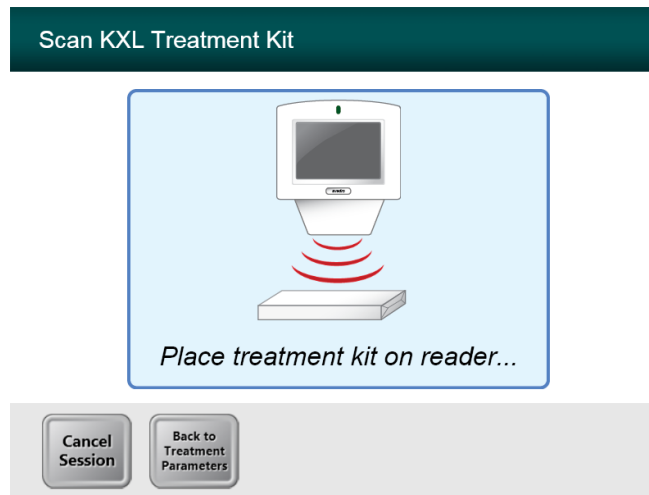 Scan KXL Treatment Kit
Place treatment kit on reader...
Cancel
Session
Back to
Treatment
Parameters